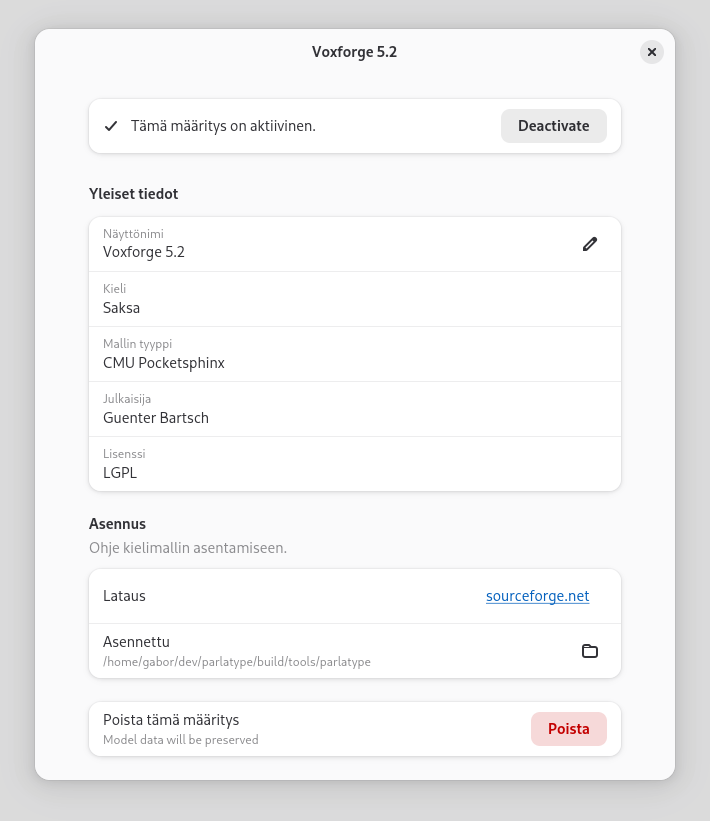 Voxforge 5.2
Tämä määritys on aktiivinen.
Deactivate
Yleiset tiedot
Näyttönimi
Voxforge 5.2
Kieli
Saksa
Mallin tyyppi
CMU Pocketsphinx
Julkaisija
Guenter Bartsch
Lisenssi
LGPL
Asennus
Ohje kielimallin asentamiseen.
Lataus
sourceforge.net
Asennettu
/home/gabor/dev/parlatype/build/tools/parlatype
Poista tämä määritys
Model data will be preserved
Poista